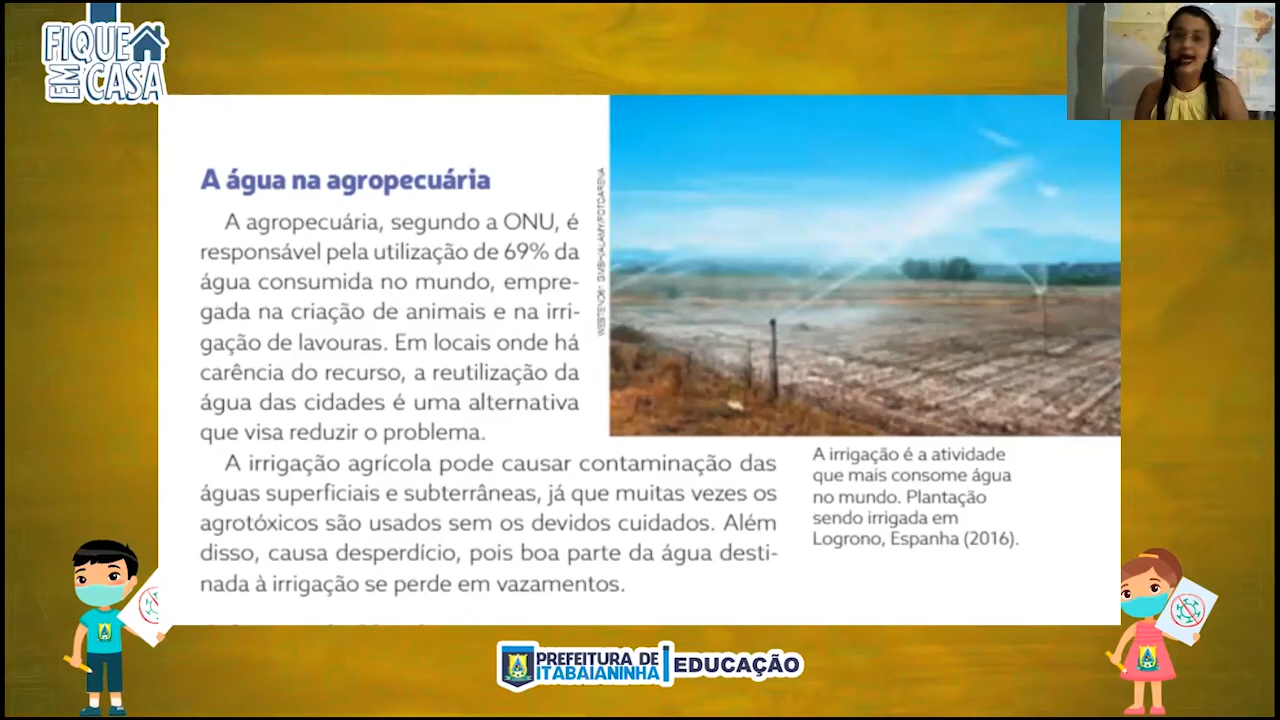 FIQUE
EM CASA
A água na agropecuária
A agropecuária, segundo a ONU, é
responsável pela utilização de 69% da
água consumida no mundo, empre-
gada na criação de animais e na irri-
gação de lavouras. Em locais onde há
carência do recurso, a reutilização da
água das cidades é uma alternativa
que visa reduzir o problema.
A irrigação agrícola pode causar contaminação das
águas superficiais e subterrâneas, já que muitas vezes os
agrotóxicos são usados sem os devidos cuidados. Além
disso, causa desperdício, pois boa parte da água desti-
nada à irrigação se perde em vazamentos.
WESTEND61 GMBH/ALAMY/FOTOARENA
A irrigação é a atividade
que mais consome água
no mundo. Plantação
sendo irrigada em
Logrono, Espanha (2016).
PREFEITURA DE
ITABAIANINHA
EDUCAÇÃO